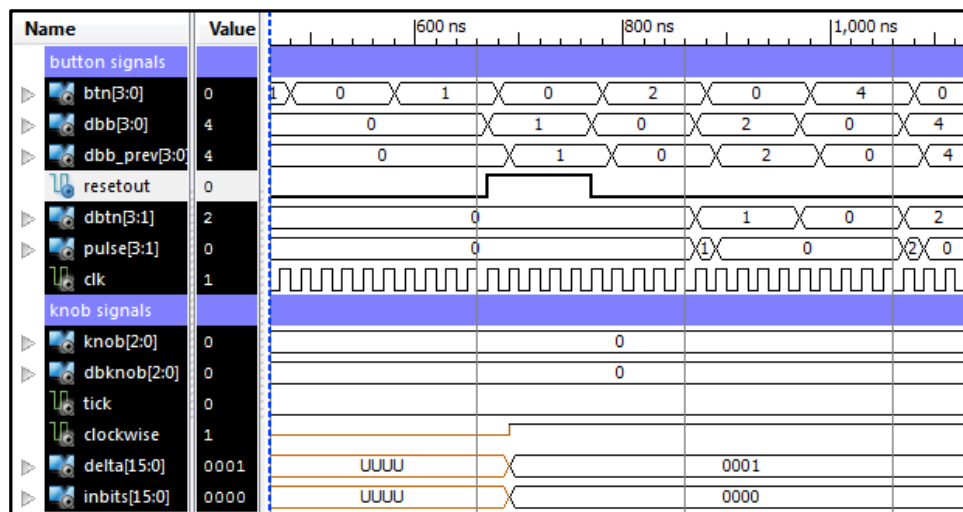 Name Value 600 ns 800 ns 1,000 ns
button signals
btn[3:0] 0 1 0 1 0 2 0 4 0
dbb[3:0] 4 0 1 0 2 0 4
dbb_prev[3:0] 4 0 1 0 2 0 4
resetout 0
dbtn[3:1] 2 0 1 0 2
pulse[3:1] 0 0 1 0 2 0
clk 1
knob signals
knob[2:0] 0 0
dbknob[2:0] 0 0
tick 0
clockwise 1
delta[15:0] 0001 UUUU 0001
inbits[15:0] 0000 UUUU 0000